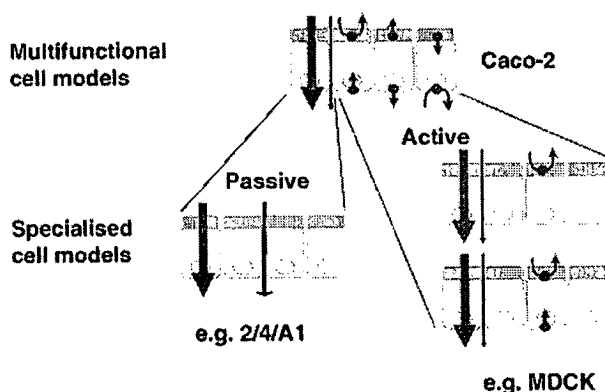 Multifunctional
cell models
Caco-2
Active
Passive
Specialised
cell models
e.g. 2/4/A1
e.g. MDCK